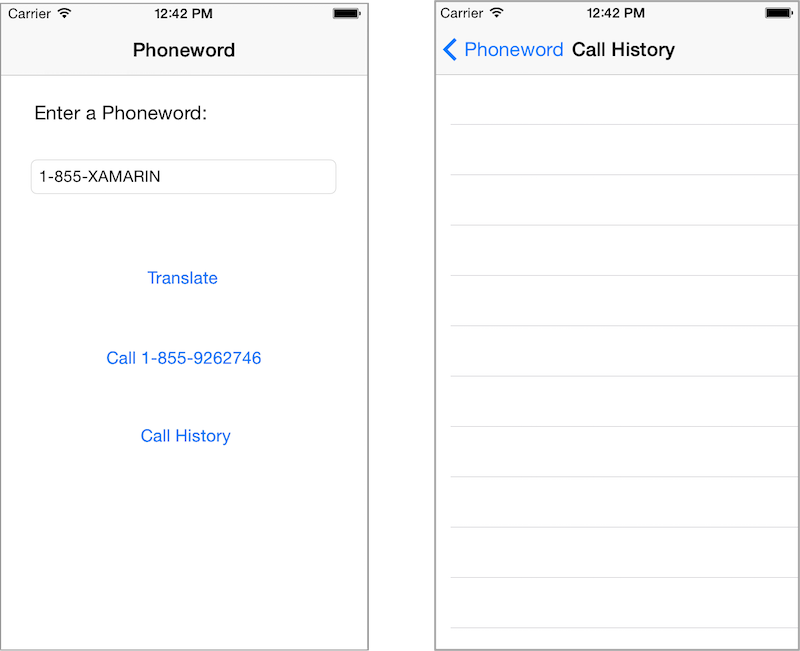 Carrier 12:42 PM
Phoneword
Enter a Phoneword:
1-855-XAMARIN
Translate
Call 1-855-9262746
Call History
Carrier 12:42 PM
Phoneword Call History